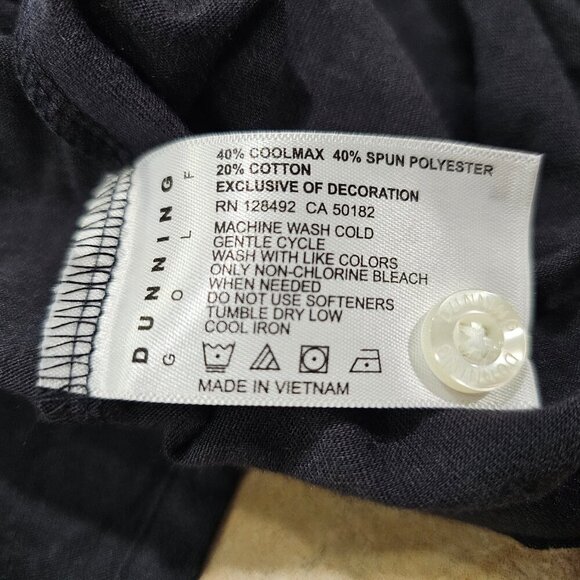 DUNNING
GOLF
40% COOLMAX 40% SPUN POLYESTER
20% COTTON
EXCLUSIVE OF DECORATION
RN 128492 CA 50182
MACHINE WASH COLD
GENTLE CYCLE
WASH WITH LIKE COLORS
ONLY NON-CHLORINE BLEACH
WHEN NEEDED
DO NOT USE SOFTENERS
TUMBLE DRY LOW
COOL IRON
MADE IN VIETNAM